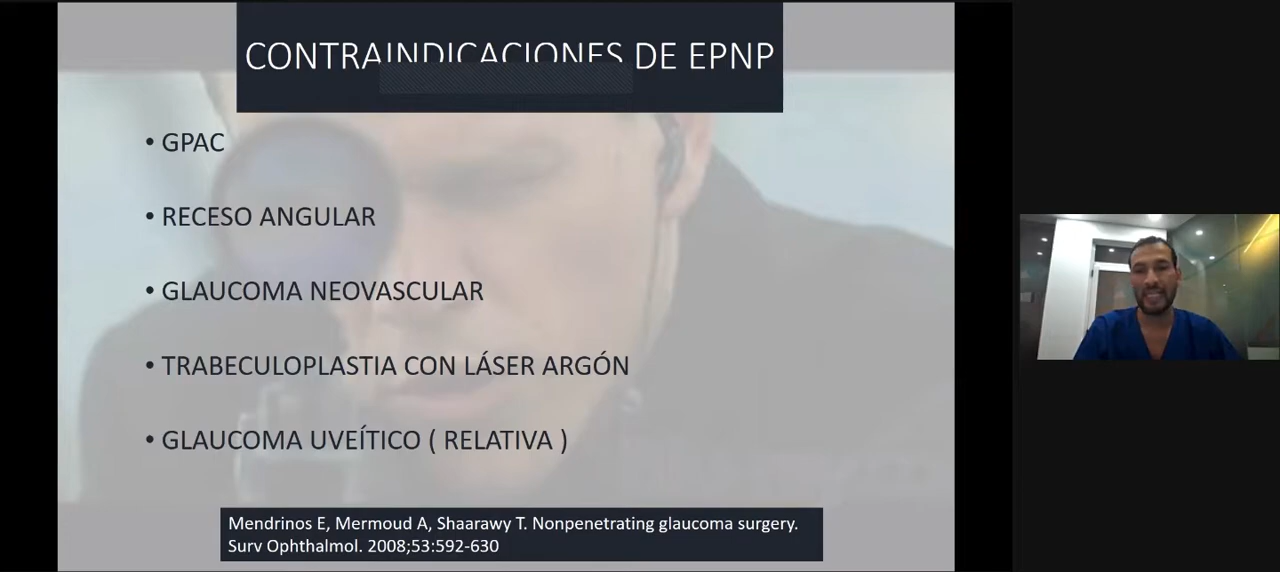 CONTRAINDICACIONES DE EPNP
• GPAC
• RECESO ANGULAR
• GLAUCOMA NEOVASCULAR
• TRABECULOPLASTIA CON LÁSER ARGÓN
• GLAUCOMA UVEÍTICO ( RELATIVA )
Mendrinos E, Mermoud A, Shaarawy T. Nonpenetrating glaucoma surgery.
Surv Ophthalmol. 2008;53:592-630